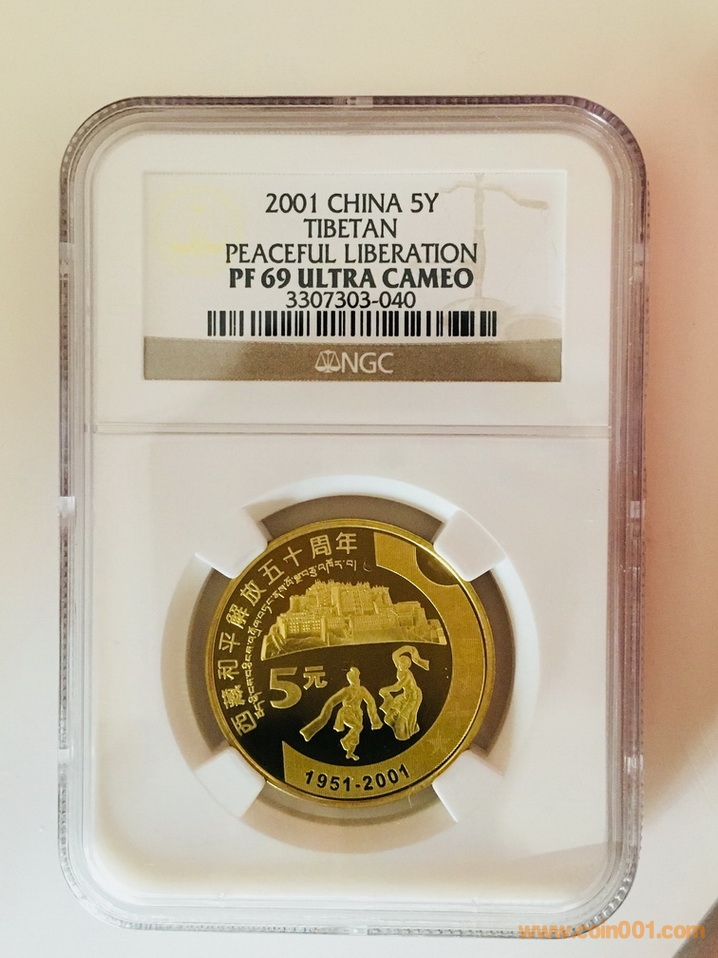 2001 CHINA 5Y
TIBETAN
PEACEFUL LIBERATION
PF 69 ULTRA CAMEO
3307303-040
NGC
西藏和平解放五十周年
5元
1951-2001
www.coin001.com